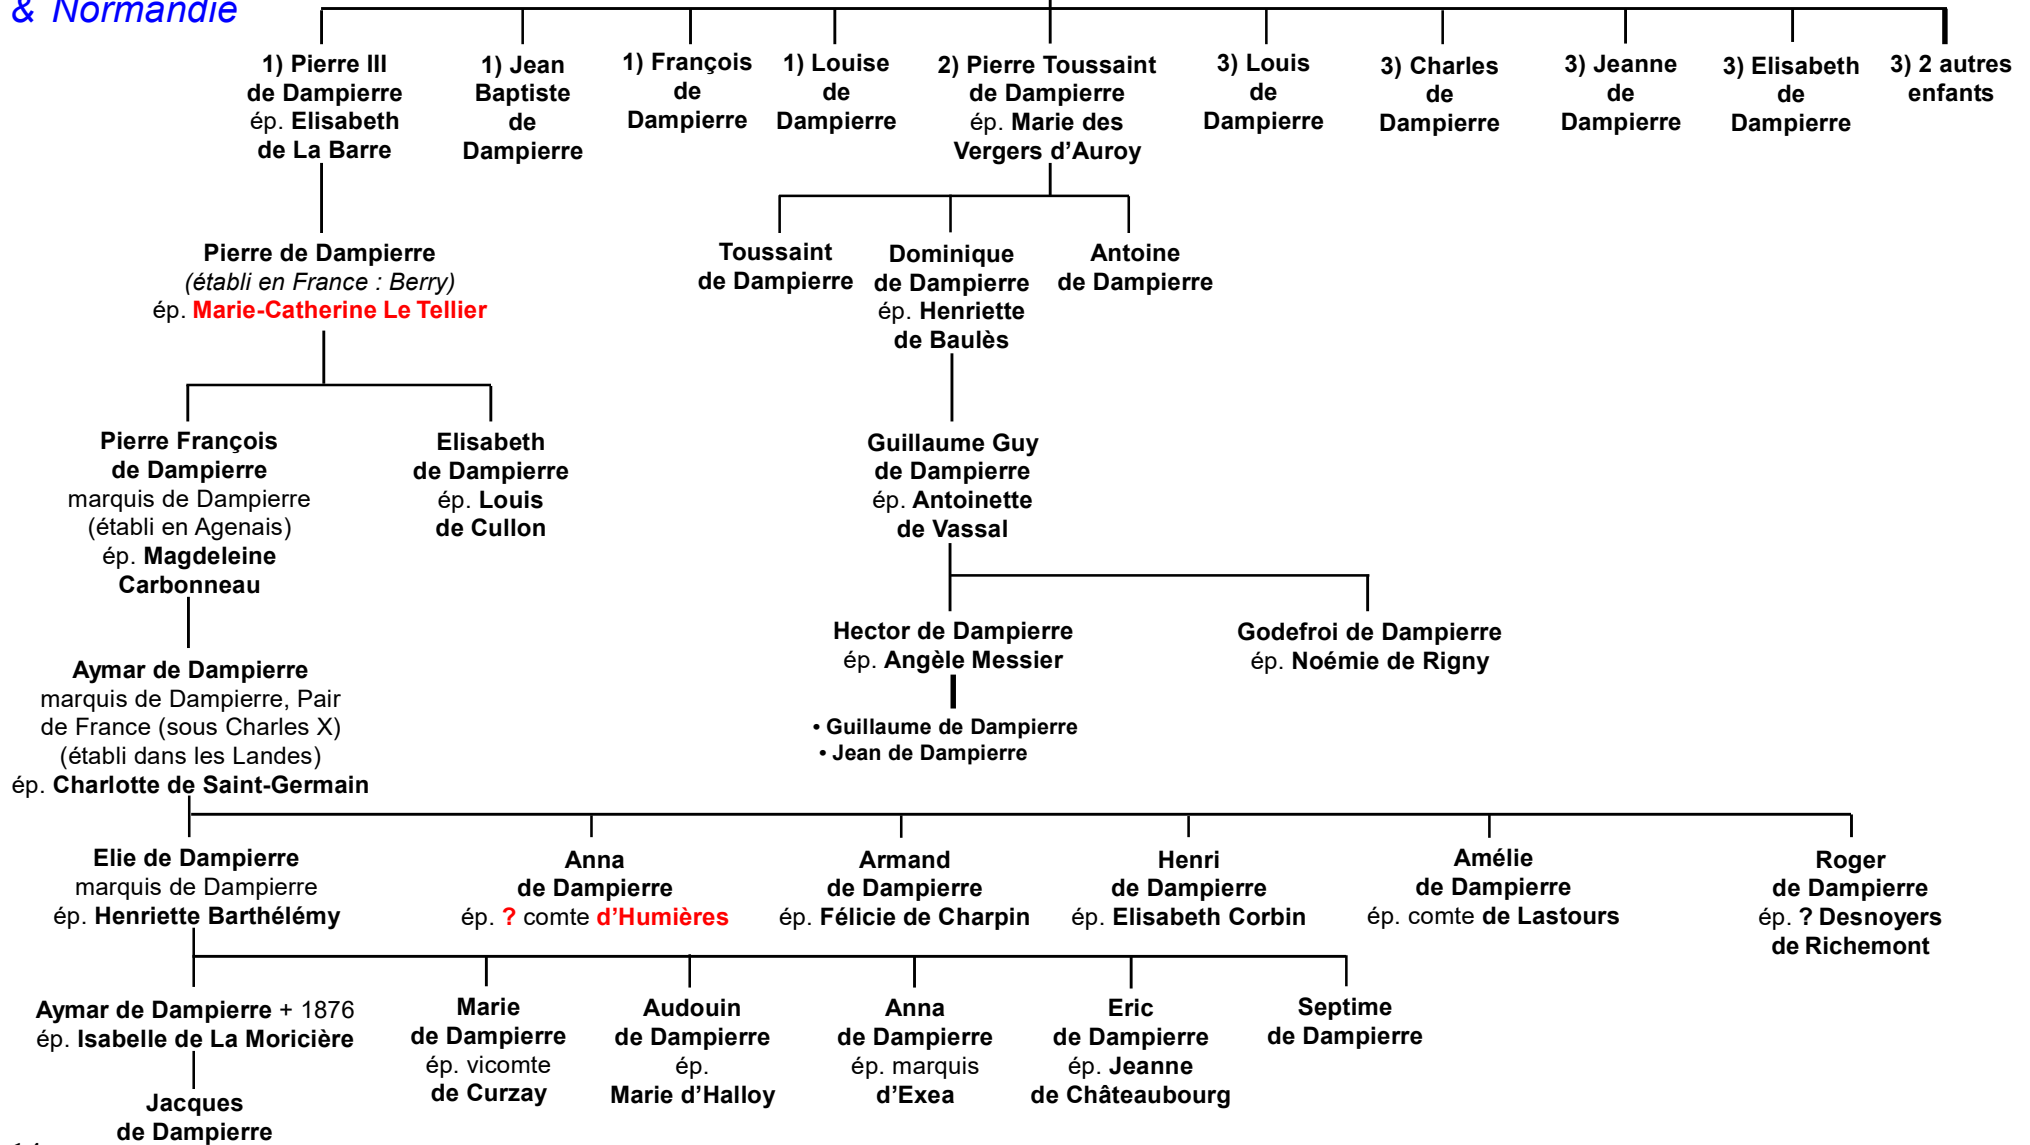 & Normandie
1) Pierre III
de Dampierre
ép. Elisabeth
de La Barre
1) Jean
Baptiste
de
Dampierre
1) François
de
Dampierre
1) Louise
de
Dampierre
2) Pierre Toussaint
de Dampierre
ép. Marie des
Vergers d’Auroy
3) Louis
de
Dampierre
3) Charles
de
Dampierre
3) Jeanne
de
Dampierre
3) Elisabeth
de
Dampierre
3) 2 autres
enfants
Pierre de Dampierre
(établi en France : Berry)
ép. Marie-Catherine Le Tellier
Toussaint
de Dampierre
Dominique
de Dampierre
ép. Henriette
de Baulès
Antoine
de Dampierre
Pierre François
de Dampierre
marquis de Dampierre
(établi en Agenais)
ép. Magdeleine
Carbonneau
Elisabeth
de Dampierre
ép. Louis
de Cullon
Guillaume Guy
de Dampierre
ép. Antoinette
de Vassal
Hector de Dampierre
ép. Angèle Messier
Godefroi de Dampierre
ép. Noémie de Rigny
• Guillaume de Dampierre
• Jean de Dampierre
Aymar de Dampierre
marquis de Dampierre, Pair
de France (sous Charles X)
(établi dans les Landes)
ép. Charlotte de Saint-Germain
Elie de Dampierre
marquis de Dampierre
ép. Henriette Barthélémy
Anna
de Dampierre
ép. ? comte d’Humières
Armand
de Dampierre
ép. Félicie de Charpin
Henri
de Dampierre
ép. Elisabeth Corbin
Amélie
de Dampierre
ép. comte de Lastours
Roger
de Dampierre
ép. ? Desnoyers
de Richemont
Aymar de Dampierre + 1876
ép. Isabelle de La Moricière
Marie
de Dampierre
ép. vicomte
de Curzay
Audouin
de Dampierre
ép.
Marie d’Halloy
Anna
de Dampierre
ép. marquis
d’Exea
Eric
de Dampierre
ép. Jeanne
de Châteaubourg
Septime
de Dampierre
Jacques
de Dampierre